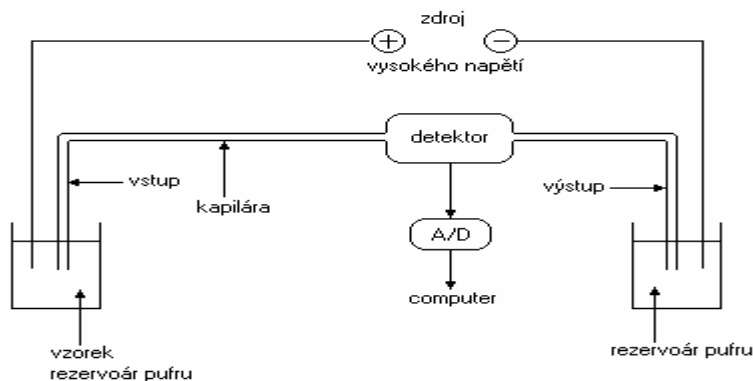 zdroj
+ −
vysokého napětí
detektor
vstup
výstup
kapilára
A/D
computer
vzorek
rezervoár pufru
rezervoár pufru